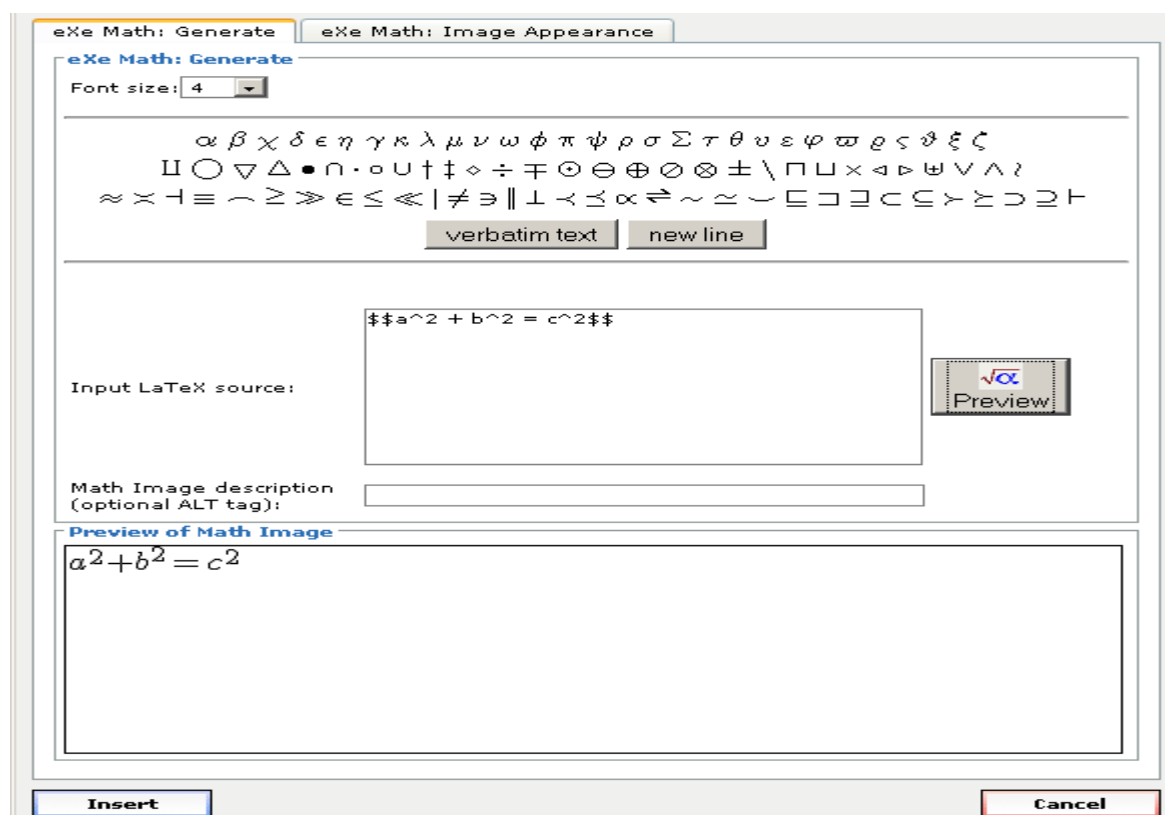 eXe Math: Generate eXe Math: Image Appearance
eXe Math: Generate
Font size: 4
α β χ δ ϵ η γ κ λ μ ν ω ϕ π ψ ρ σ Σ τ θ υ ε φ ϖ ϱ ς ϑ ξ ζ
⨿ ◯ ▽ △ • ∩ · ∘ ∪ † ‡ ⋄ ÷ ∓ ⊙ ⊖ ⊕ ⊘ ⊗ ± \ ⊓ ⊔ × ◃ ▹ ⊎ ∨ ∧ ≀
≈ ≍ ⊣ ≡ ⌢ ≥ ≫ ∈ ≤ ≪ | ≠ ∋ ∥ ⊥ ≺ ⪯ ∝ ⇌ ∼ ≃ ⌣ ⊑ ⊐ ⊒ ⊂ ⊆ ≻ ⪰ ⊃ ⊇ ⊢
verbatim text new line
$$a^2 + b^2 = c^2$$
Input LaTeX source:
√α
Preview
Math Image description
(optional ALT tag):
Preview of Math Image
a² + b² = c²
Insert Cancel